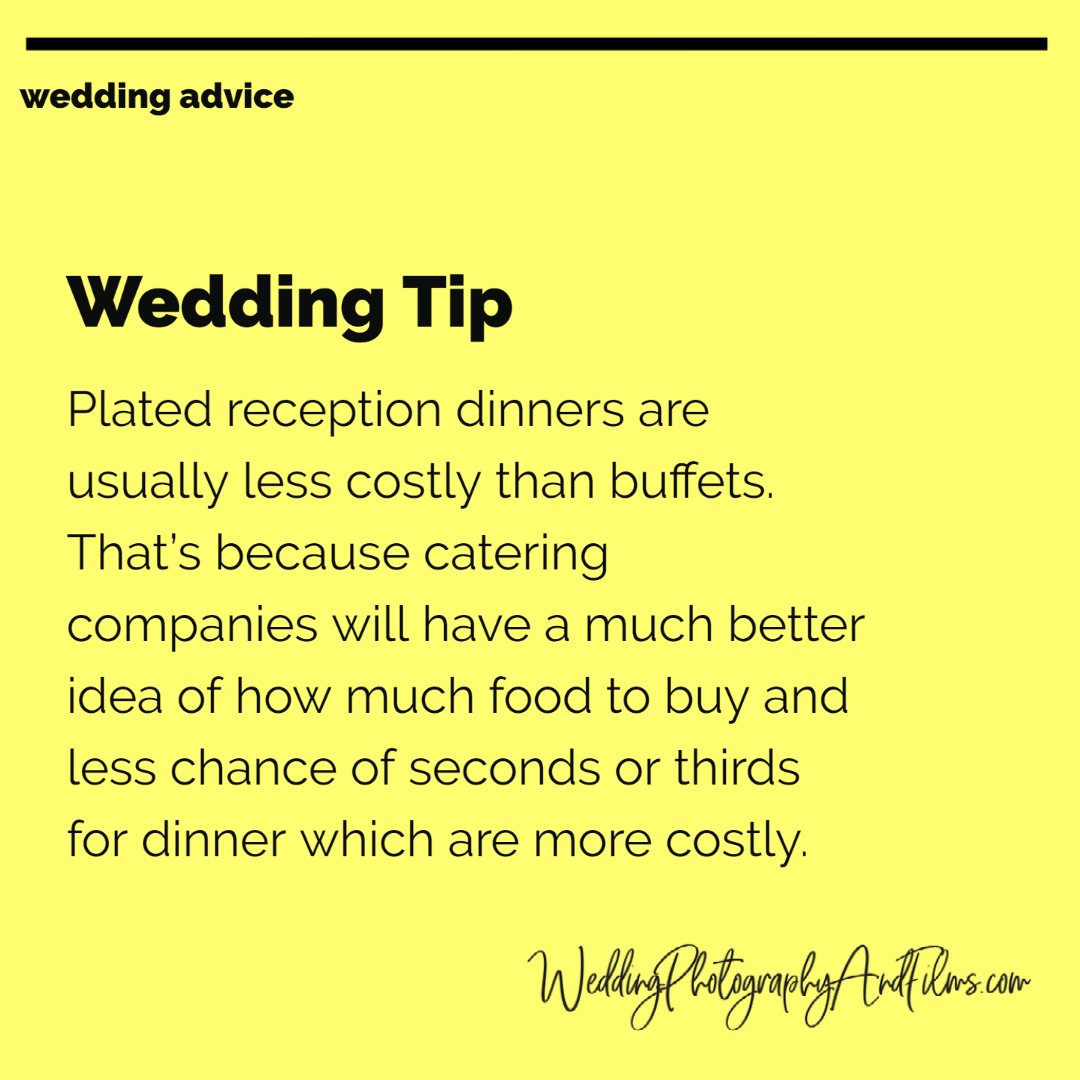 wedding advice
Wedding Tip
Plated reception dinners are
usually less costly than buffets.
That’s because catering
companies will have a much better
idea of how much food to buy and
less chance of seconds or thirds
for dinner which are more costly.
WeddingPhotographyAndFilms.com